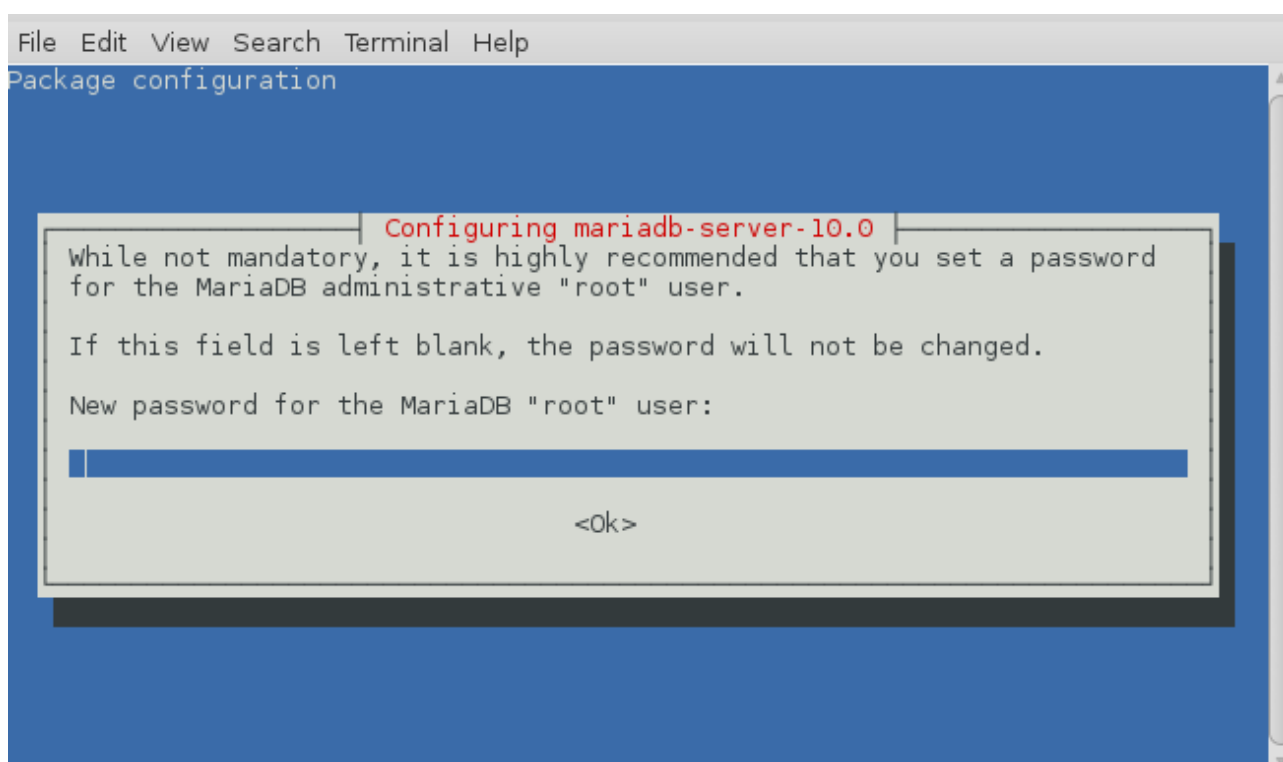 File Edit View Search Terminal Help
Package configuration
Configuring mariadb-server-10.0
While not mandatory, it is highly recommended that you set a password
for the MariaDB administrative "root" user.
If this field is left blank, the password will not be changed.
New password for the MariaDB "root" user:
<Ok>